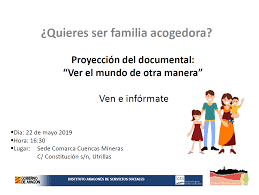 ¿Quieres ser familia acogedora?
Proyección del documental:
"Ver el mundo de otra manera"
Ven e infórmate
▪Día: 22 de mayo 2019
▪Hora: 16:30
▪Lugar: Sede Comarca Cuencas Mineras
C/ Constitución s/n, Utrillas
GOBIERNO
DE ARAGON
INSTITUTO ARAGONÉS DE SERVICIOS SOCIALES